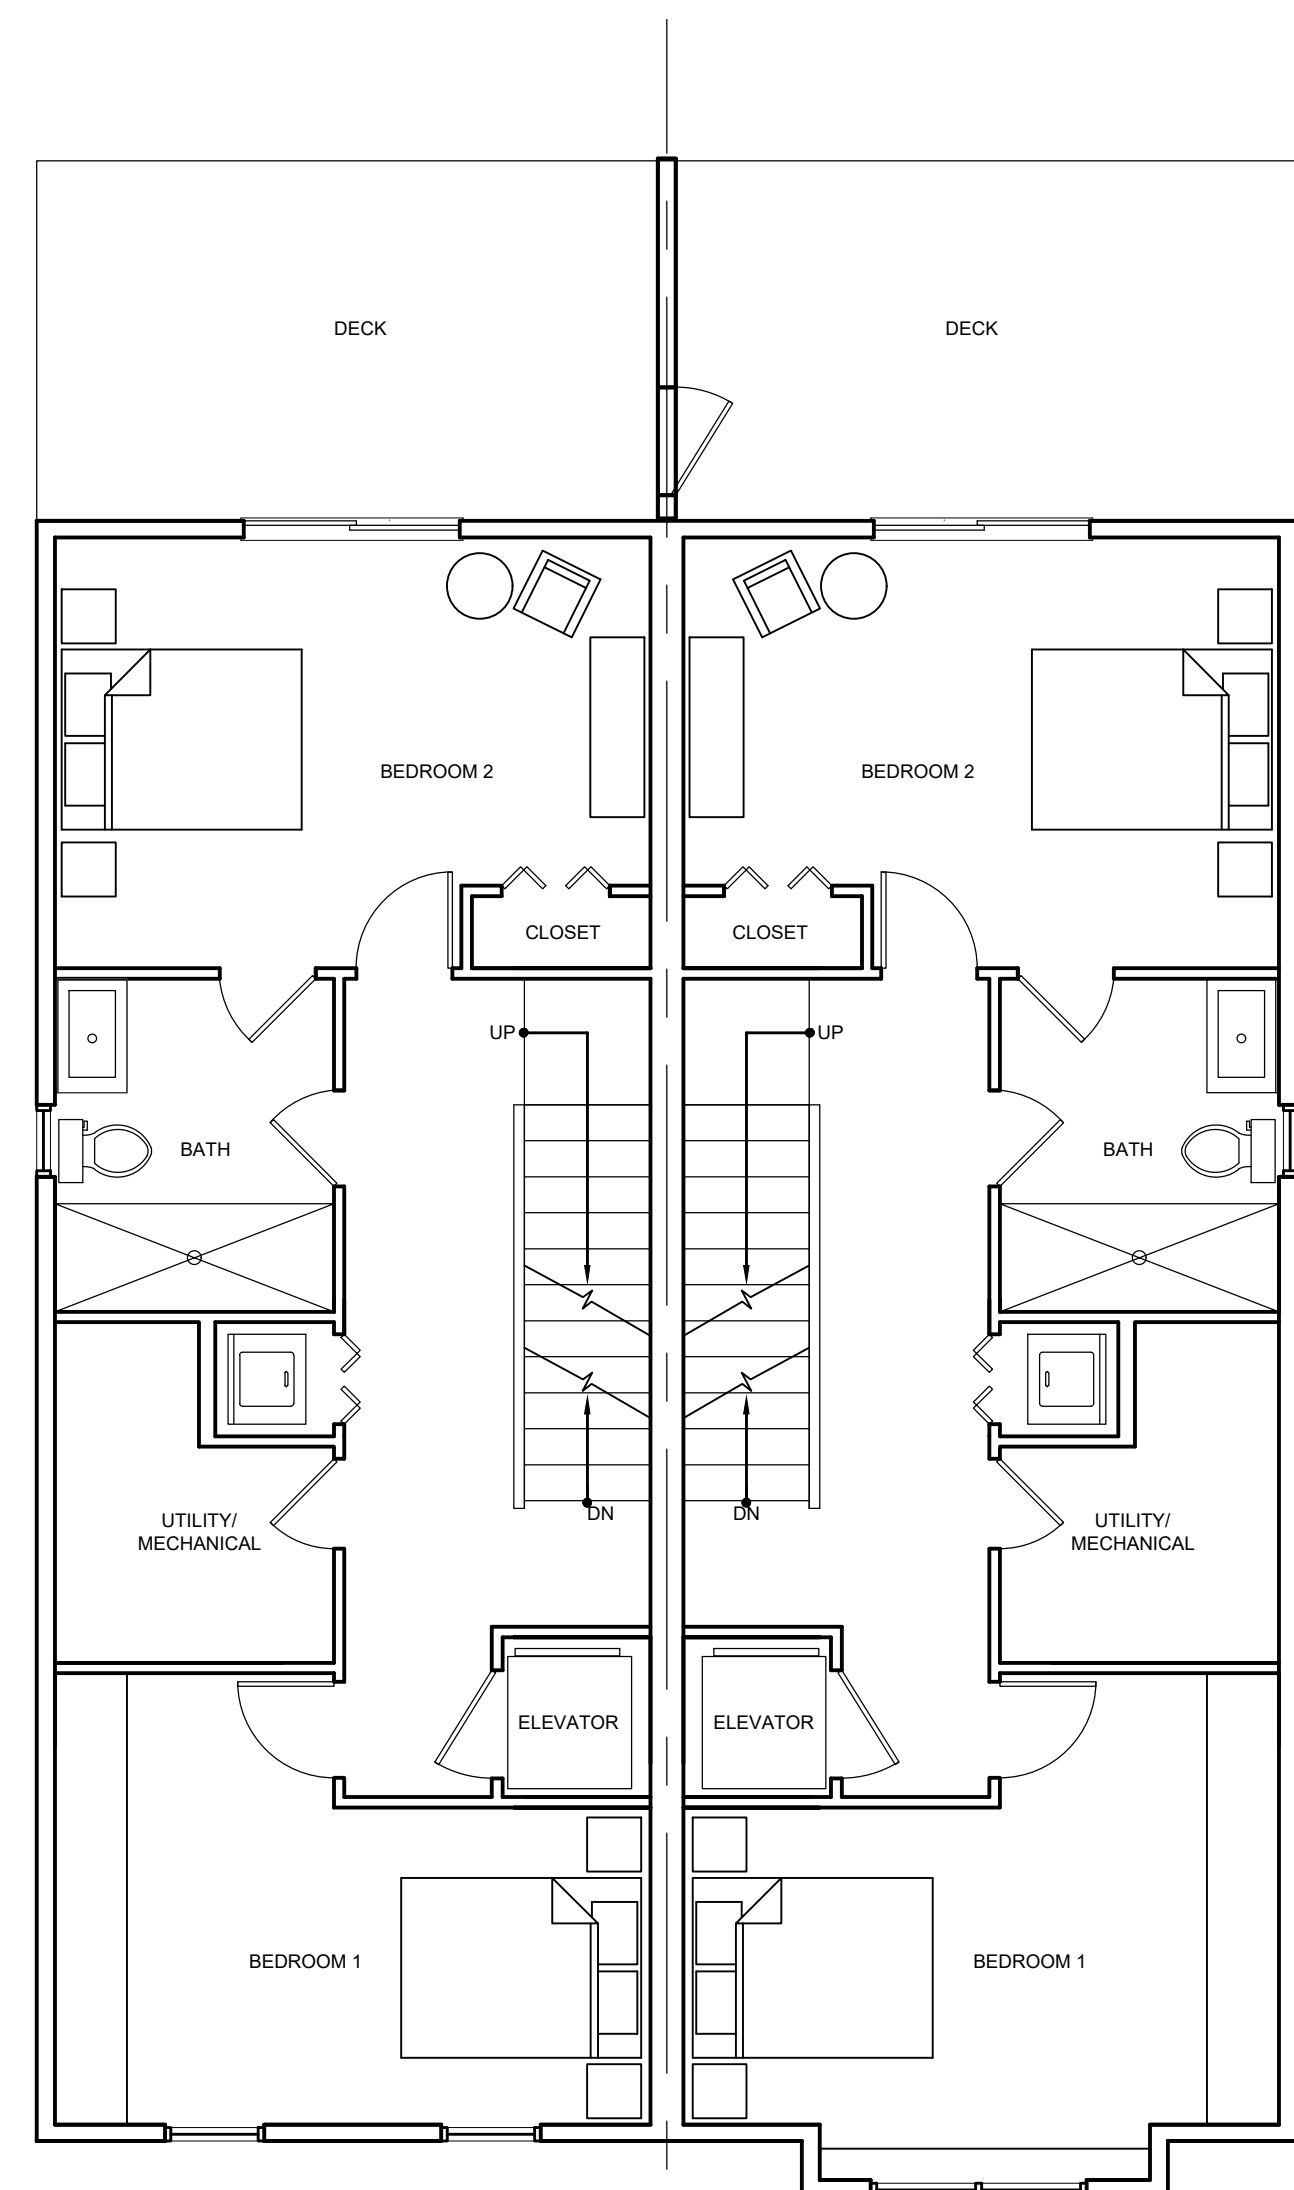 DECK
DECK
BEDROOM 2
BEDROOM 2
CLOSET
CLOSET
UP
UP
BATH
BATH
DN
DN
UTILITY/
MECHANICAL
UTILITY/
MECHANICAL
ELEVATOR
ELEVATOR
BEDROOM 1
BEDROOM 1